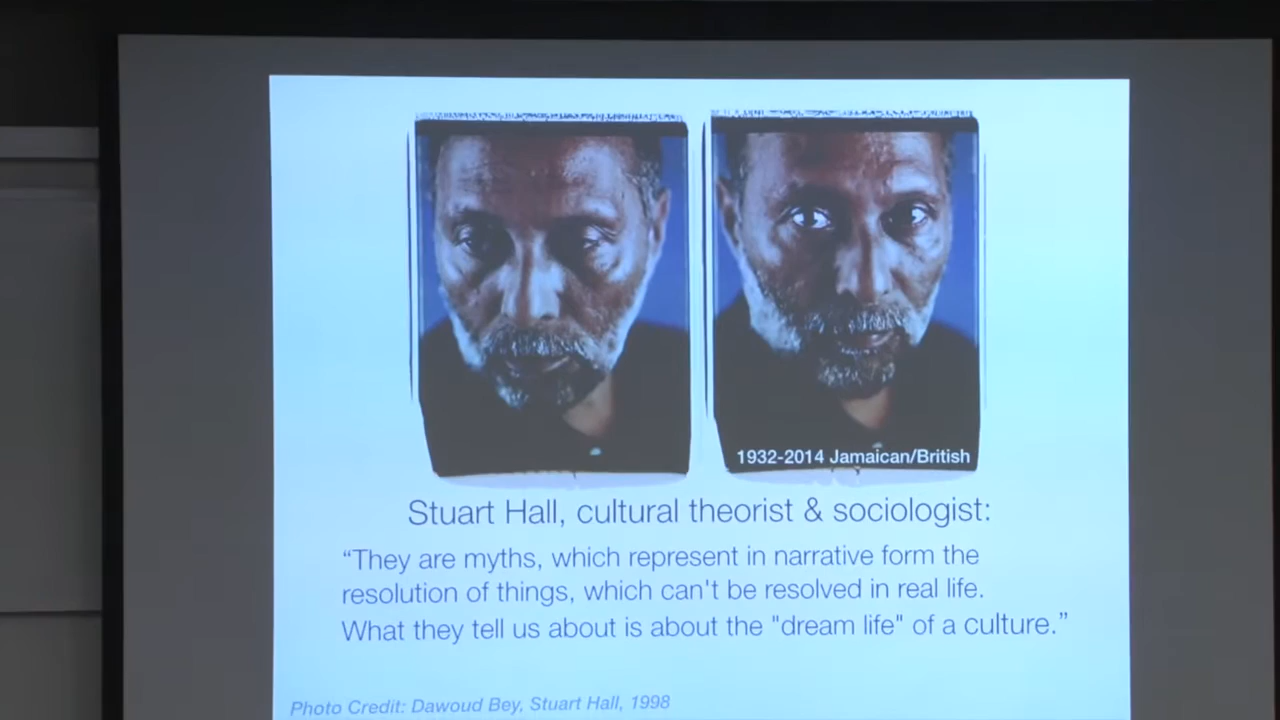 1932-2014 Jamaican/British
Stuart Hall, cultural theorist & sociologist:
“They are myths, which represent in narrative form the
resolution of things, which can't be resolved in real life.
What they tell us about is about the "dream life" of a culture.”
Photo Credit: Dawoud Bey, Stuart Hall, 1998